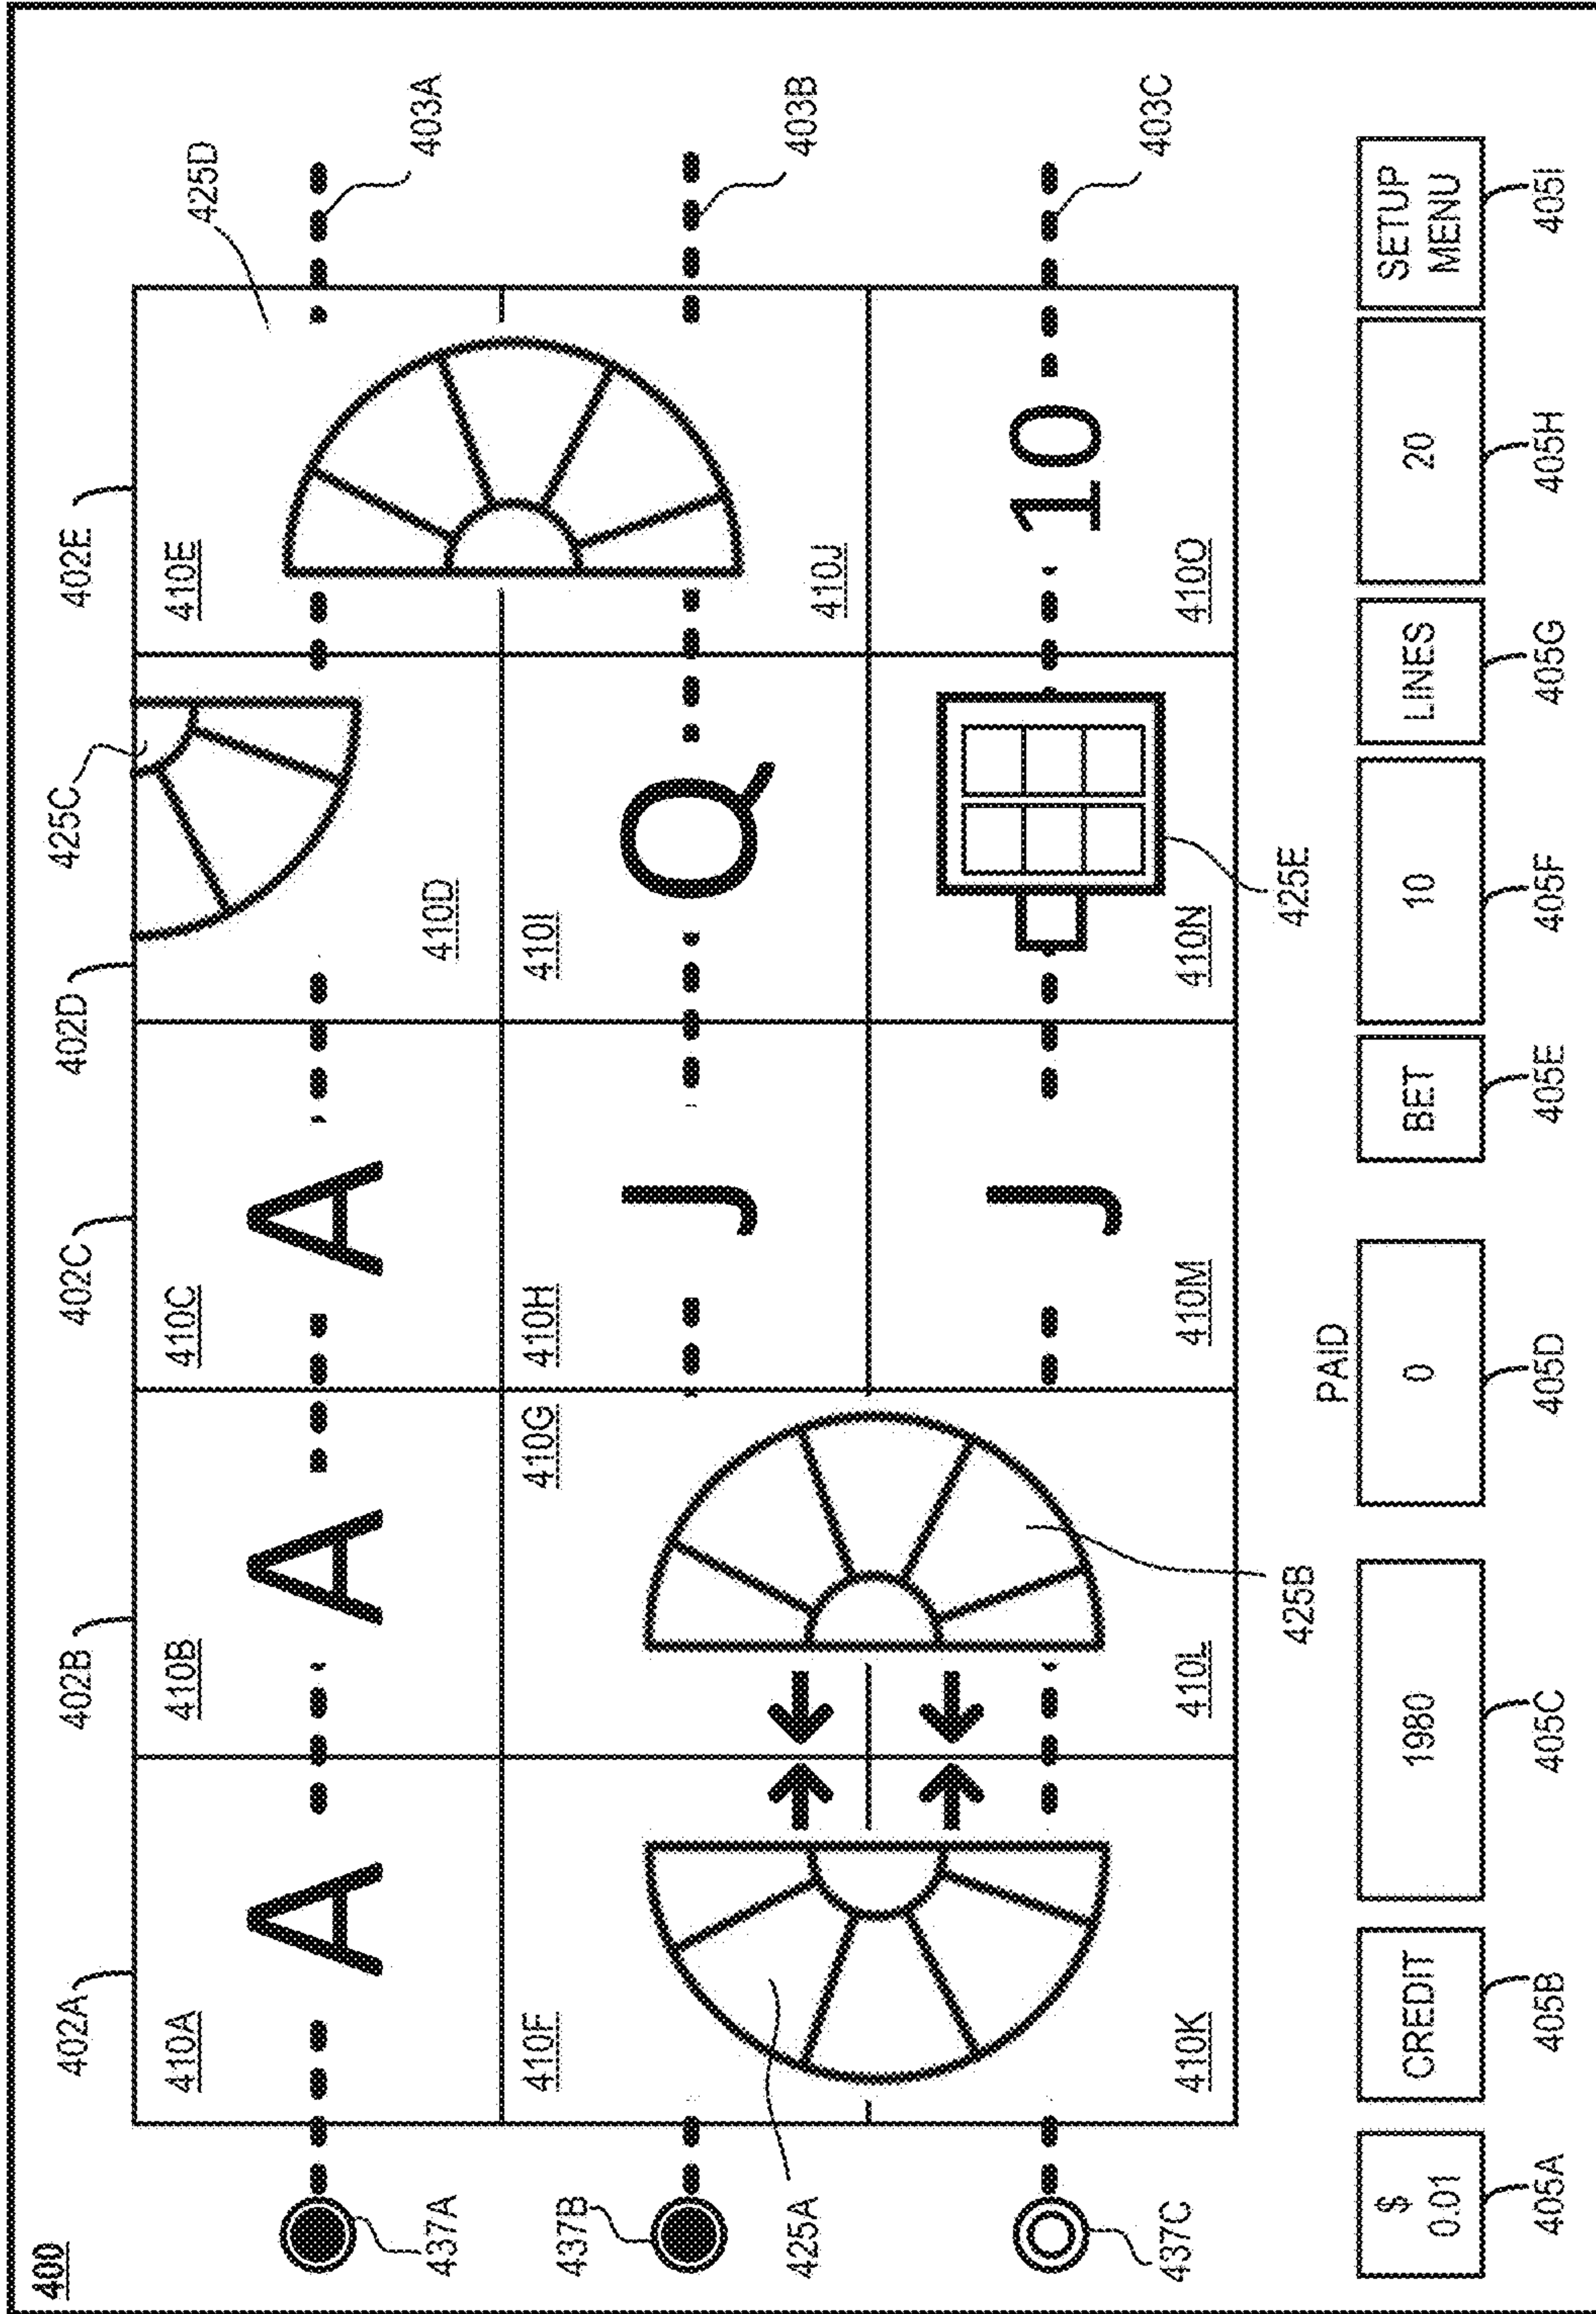 400
402A 402B 402C 402D 425C 402E 425D
410A A 410B A 410C A 410D 410E
437A 403A
410F 410G 410H J 410I Q 410J
437B 403B
425A
410K 410L 410M J 410N 410O 10
437C 403C
425B 425E
PAID
$ 0.01 CREDIT 1980 0 BET 10 LINES 20 SETUP MENU
405A 405B 405C 405D 405E 405F 405G 405H 405I